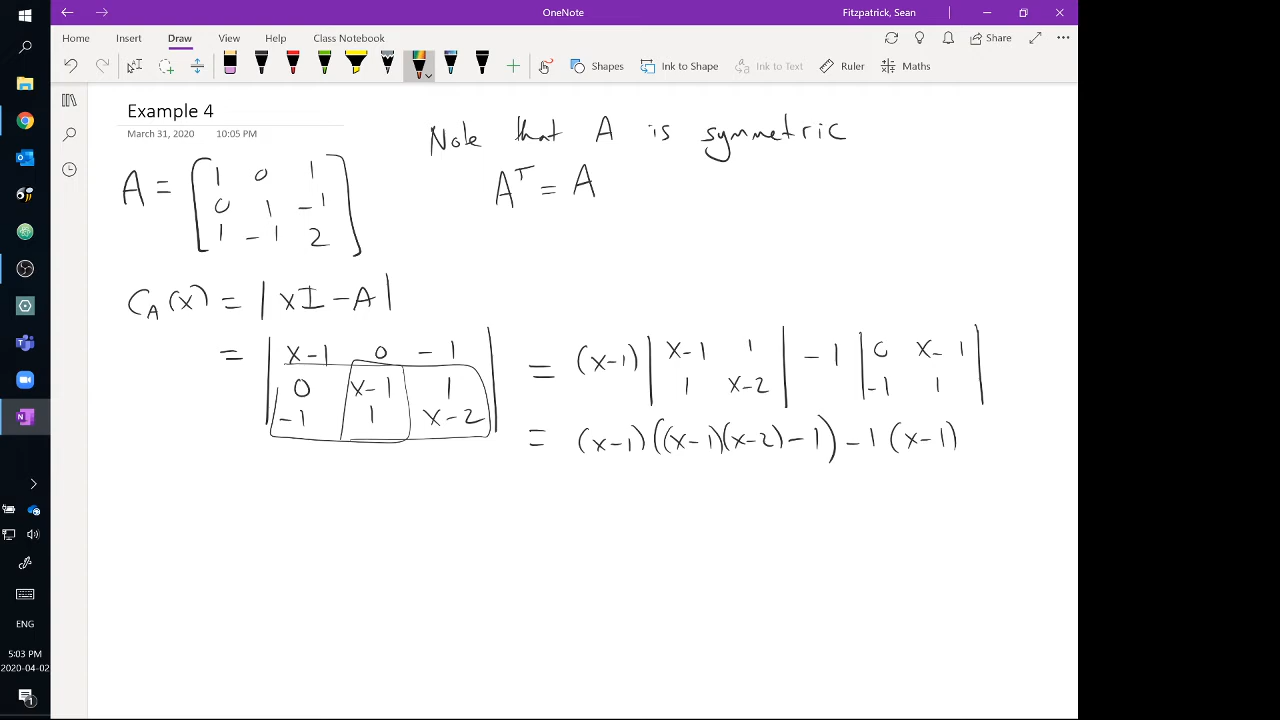 OneNote
Fitzpatrick, Sean
Home Insert Draw View Help Class Notebook
Share
Shapes Ink to Shape Ink to Text Ruler Maths
Example 4
March 31, 2020 10:05 PM
Note that A is symmetric
Aᵀ = A
A = [1 0 1
0 1 -1
1 -1 2]
C_A(x) = |xI - A|
= |x-1 0 -1
0 x-1 1
-1 1 x-2| = (x-1) |x-1 1
1 x-2| -1 |0 x-1
-1 1|
= (x-1)((x-1)(x-2)-1) -1(x-1)
ENG
5:03 PM
2020-04-02
1